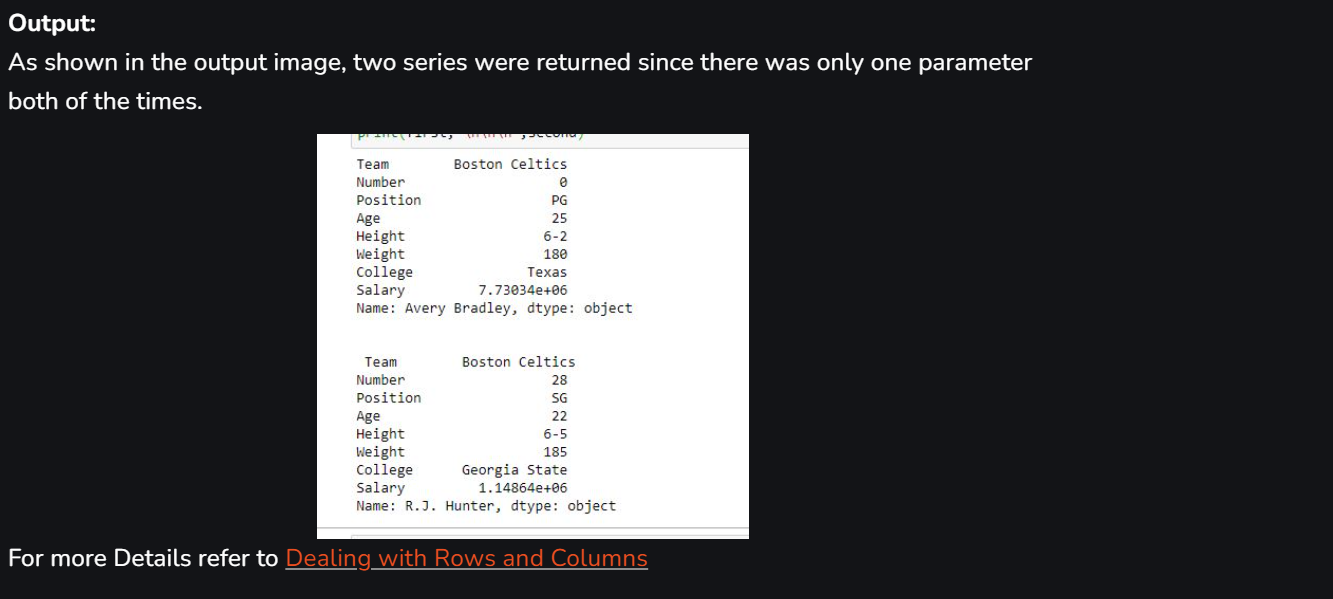 Output:
As shown in the output image, two series were returned since there was only one parameter
both of the times.
Team        Boston Celtics
Number                   0
Position                PG
Age                     25
Height                 6-2
Weight                 180
College              Texas
Salary         7.73034e+06
Name: Avery Bradley, dtype: object
Team        Boston Celtics
Number                  28
Position                SG
Age                     22
Height                 6-5
Weight                 185
College      Georgia State
Salary         1.14864e+06
Name: R.J. Hunter, dtype: object
For more Details refer to Dealing with Rows and Columns